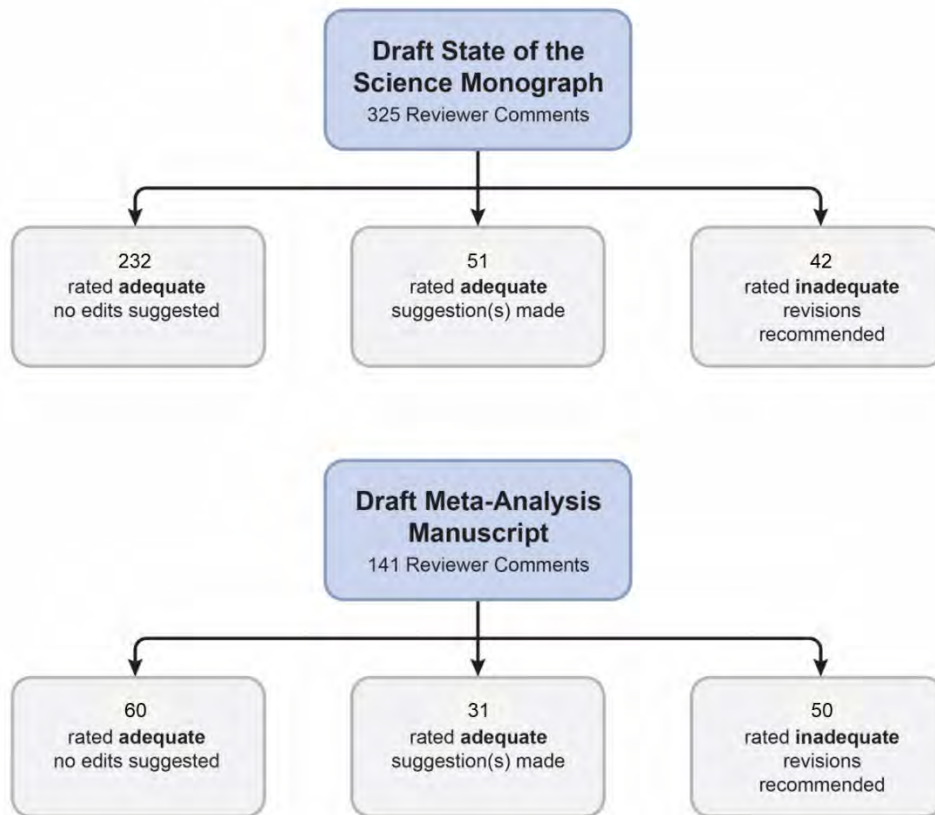 Draft State of the
Science Monograph
325 Reviewer Comments
232
rated adequate
no edits suggested
51
rated adequate
suggestion(s) made
42
rated inadequate
revisions
recommended
Draft Meta-Analysis
Manuscript
141 Reviewer Comments
60
rated adequate
no edits suggested
31
rated adequate
suggestion(s) made
50
rated inadequate
revisions
recommended